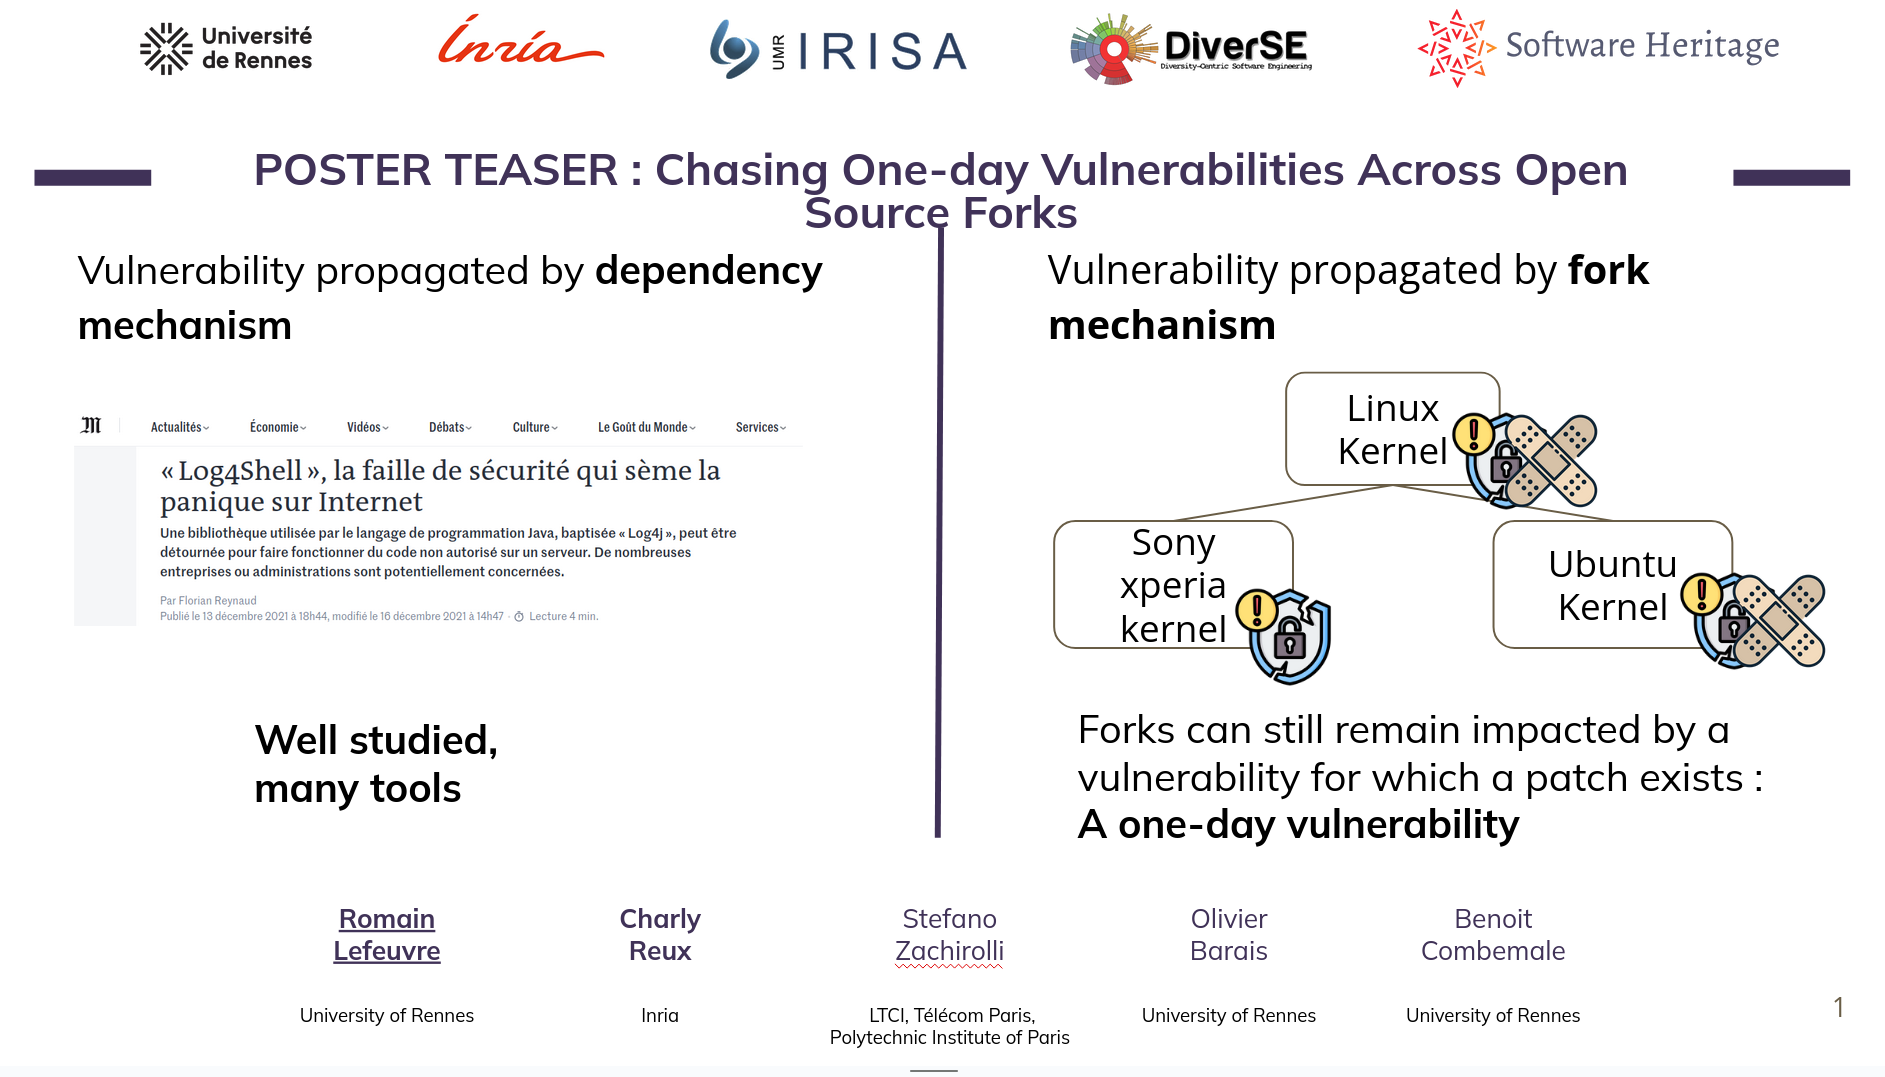 Université
de Rennes
Inria
UMR IRISA
DiverSE
Diversity-Centric Software Engineering
Software Heritage
POSTER TEASER : Chasing One-day Vulnerabilities Across Open
Source Forks
Vulnerability propagated by dependency
mechanism
M
Actualités Économie Vidéos Débats Culture Le Goût du Monde Services
« Log4Shell », la faille de sécurité qui sème la
panique sur Internet
Une bibliothèque utilisée par le langage de programmation Java, baptisée « Log4j », peut être
détournée pour faire fonctionner du code non autorisé sur un serveur. De nombreuses
entreprises ou administrations sont potentiellement concernées.
Par Florian Reynaud
Publié le 13 décembre 2021 à 18h44, modifié le 16 décembre 2021 à 14h47 · Lecture 4 min.
Well studied,
many tools
Vulnerability propagated by fork
mechanism
Linux
Kernel
Sony
xperia
kernel
Ubuntu
Kernel
Forks can still remain impacted by a
vulnerability for which a patch exists :
A one-day vulnerability
Romain
Lefeuvre
University of Rennes
Charly
Reux
Inria
Stefano
Zachirolli
LTCI, Télécom Paris,
Polytechnic Institute of Paris
Olivier
Barais
University of Rennes
Benoit
Combemale
University of Rennes
1